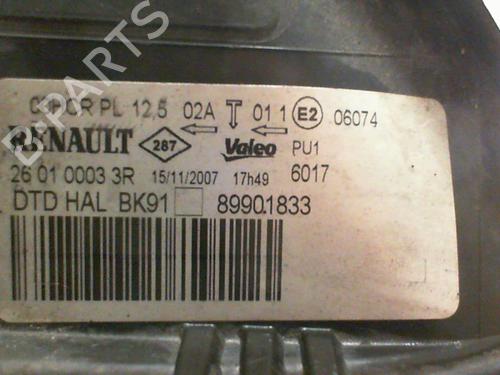 PL 12,5 02A T 01 1 E2 06074
RENAULT 287 Valeo PU1
26 01 0003 3R 15/11/2007 17h49 6017
DTD HAL BK91 89901833
B PARTS